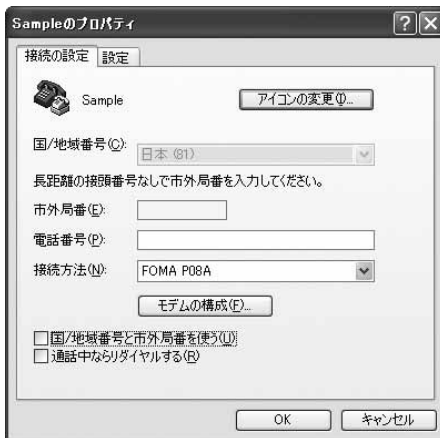 Sampleのプロパティ
接続の設定 設定
Sample アイコンの変更(I)...
国/地域番号(C): 日本 (81)
長距離の接頭番号なしで市外局番を入力してください。
市外局番(E):
電話番号(P):
接続方法(N): FOMA P08A
モデムの構成(F)...
国/地域番号と市外局番を使う(U)
通話中ならリダイヤルする(R)
OK キャンセル